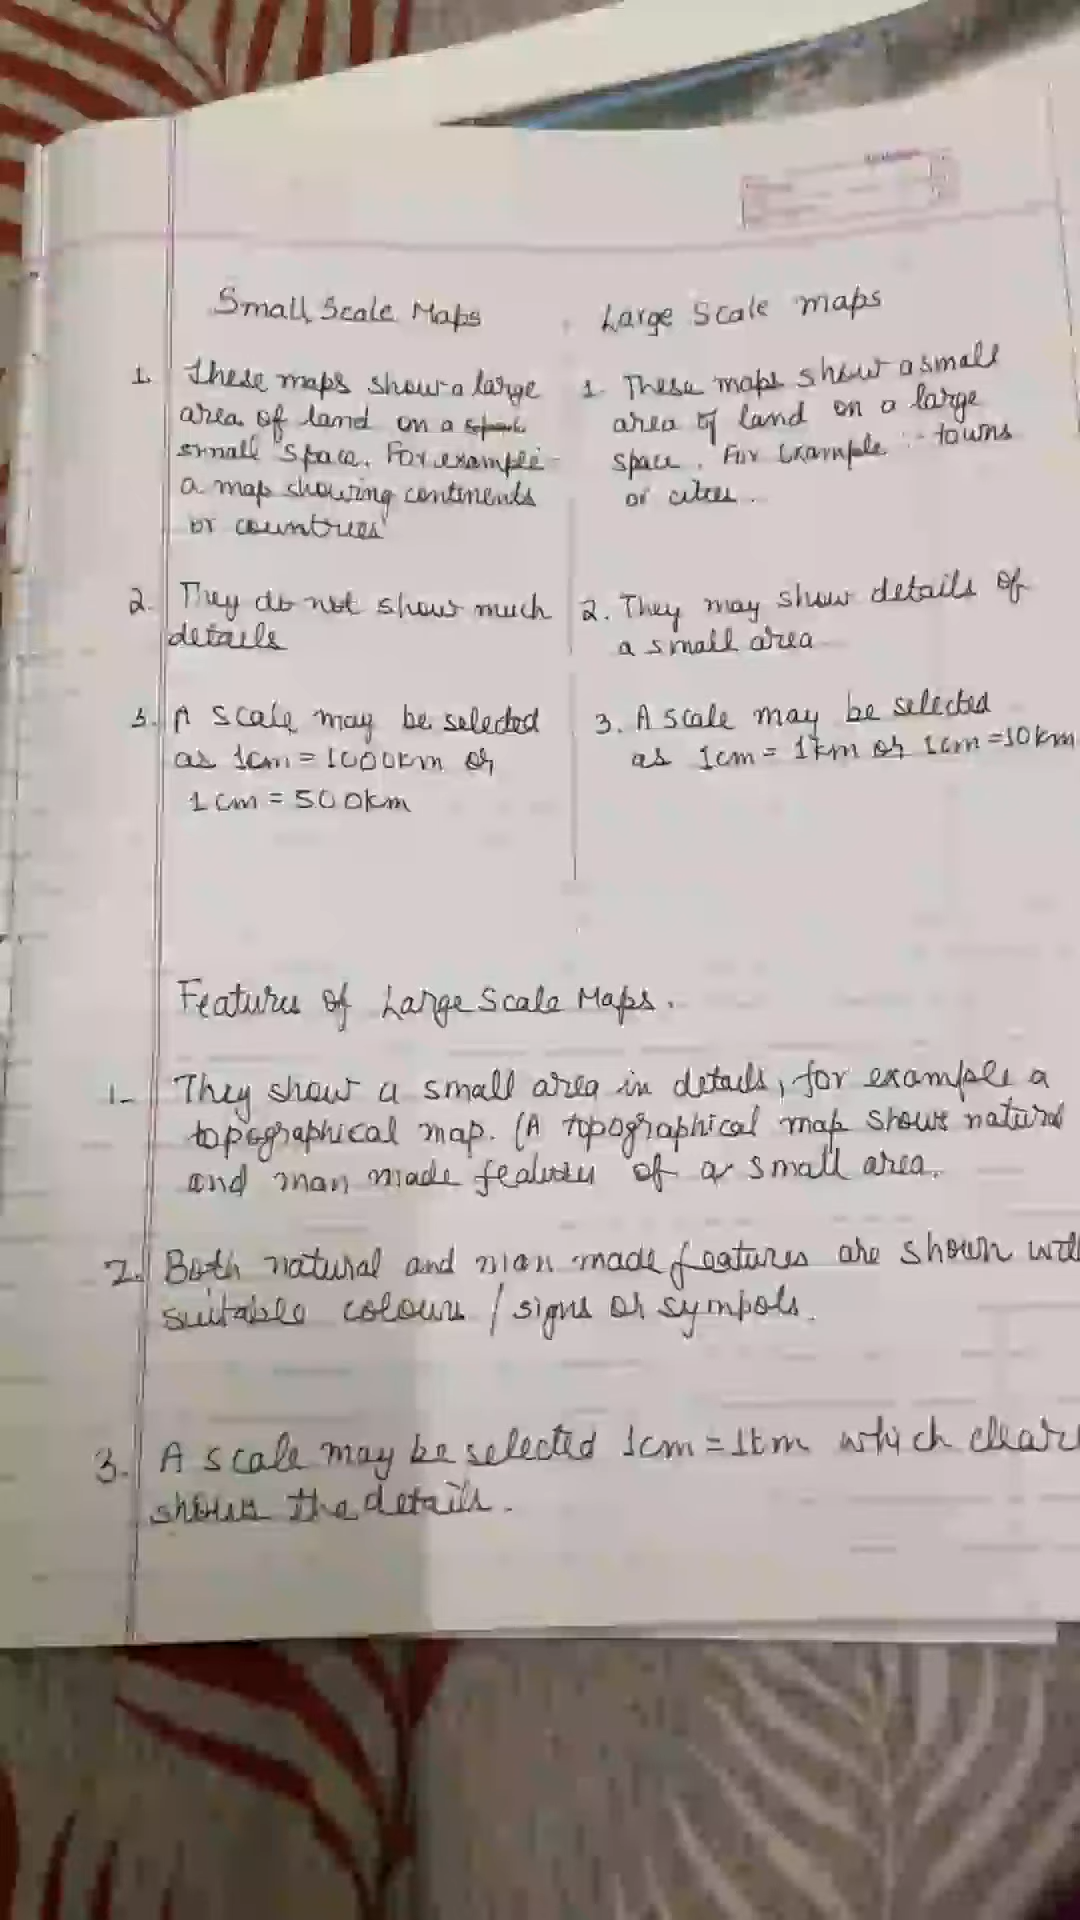 Small Scale Maps
1. These maps show a large
area of land on a
small space. For example -
a map showing continents
or countries
2. They do not show much
details
3. A scale may be selected
as 1cm = 1000km or
1cm = 500km
Large Scale maps
1. These maps show a small
area of land on a large
space. For Example :- towns
or cities.
2. They may show details of
a small area
3. A scale may be selected
as 1cm = 1km or 1cm = 10km
Features of Large Scale Maps.
1- They show a small area in details, for example a
topographical map. (A topographical map shows natural
and man made features of a small area.
2. Both natural and man made features are shown
suitable colours / signs or symbols.
3. A scale may be selected 1cm = 1km which
shows the details.